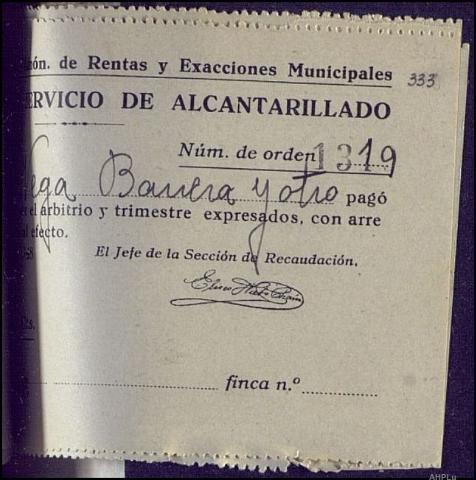 ón. de Rentas y Exacciones Municipales 333
ERVICIO DE ALCANTARILLADO
Núm. de orden 1319
Vega Barrera y otro pagó
el arbitrio y trimestre expresados, con arre
efecto.
El Jefe de la Sección de Recaudación,
finca n.º
AHPLu